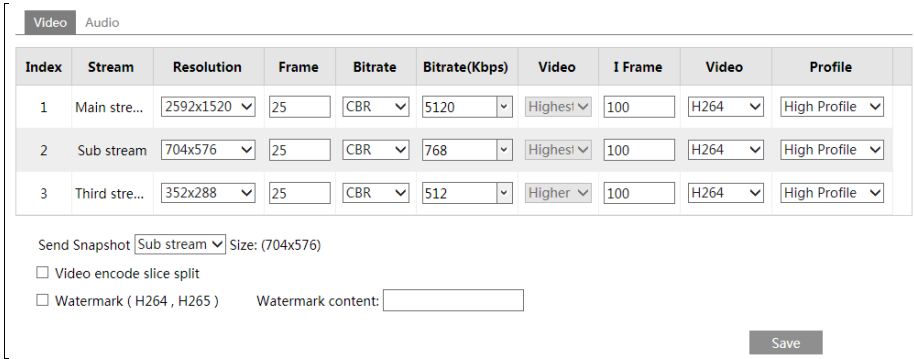 Video Audio
Index Stream Resolution Frame Bitrate Bitrate(Kbps) Video I Frame Video Profile
1 Main stre... 2592x1520 25 CBR 5120 Highest 100 H264 High Profile
2 Sub stream 704x576 25 CBR 768 Highest 100 H264 High Profile
3 Third stre... 352x288 25 CBR 512 Higher 100 H264 High Profile
Send Snapshot Sub stream Size: (704x576)
Video encode slice split
Watermark ( H264 , H265 ) Watermark content:
Save